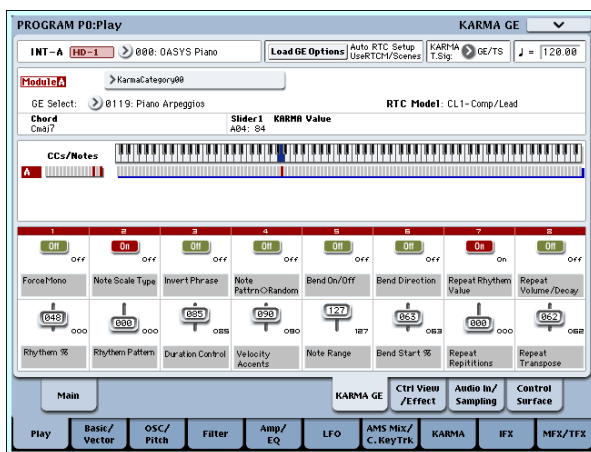 PROGRAM P0:Play KARMA GE
INT-A HD-1 000: OASYS Piano Load GE Options Auto RTC Setup UseRTCM/Scenes KARMA T.Sig: GE/TS ♩ = 120.00
Module A KarmaCategory00
GE Select: 0119: Piano Arpeggios RTC Model: CL1-Comp/Lead
Chord Slider1 KARMA Value
Cmaj7 A04: 84
CCs/Notes
A
1 2 3 4 5 6 7 8
Off On Off Off Off Off On Off
Off Off Off Off Off Off On Off
ForceMono Note Scale Type Invert Phrase Note Pattrn<>Random Bend On/Off Bend Direction Repeat Rhythm Value Repeat Volume/Decay
048 000 085 090 127 063 000 062
000 000 085 090 127 063 000 062
Rhythem % Rhythem Pattern Duration Control Velocity Accents Note Range Bend Start % Repeat Repititions Repeat Transpose
Main KARMA GE Ctrl View /Effect Audio In/ Sampling Control Surface
Play Basic/ Vector OSC/ Pitch Filter Amp/ EQ LFO AMS Mix/ C.KeyTrk KARMA IFX MFX/TFX